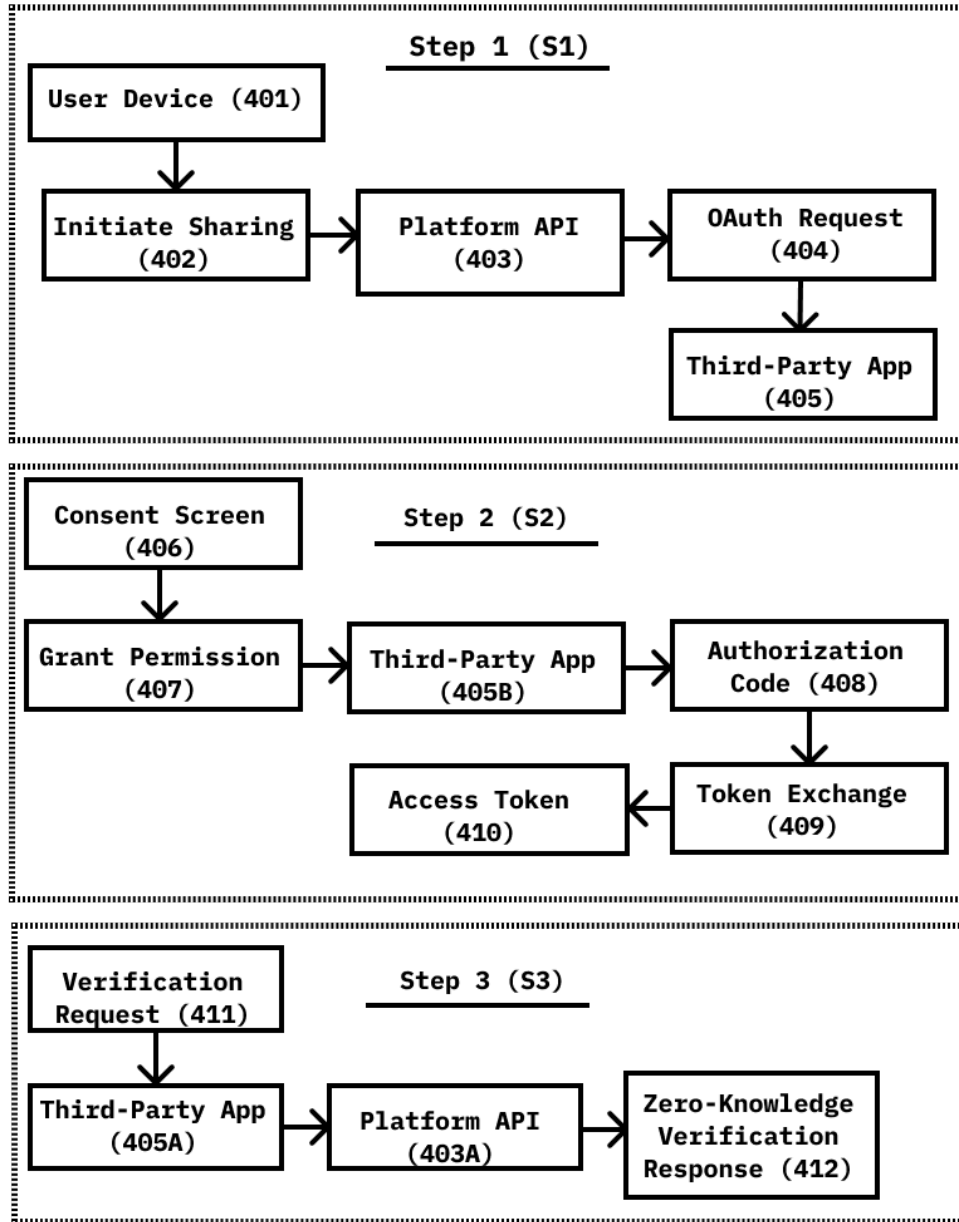 Step 1 (S1)
User Device (401)
Initiate Sharing
(402)
Platform API
(403)
OAuth Request
(404)
Third-Party App
(405)
Step 2 (S2)
Consent Screen
(406)
Grant Permission
(407)
Third-Party App
(405B)
Authorization
Code (408)
Token Exchange
(409)
Access Token
(410)
Step 3 (S3)
Verification
Request (411)
Third-Party App
(405A)
Platform API
(403A)
Zero-Knowledge
Verification
Response (412)